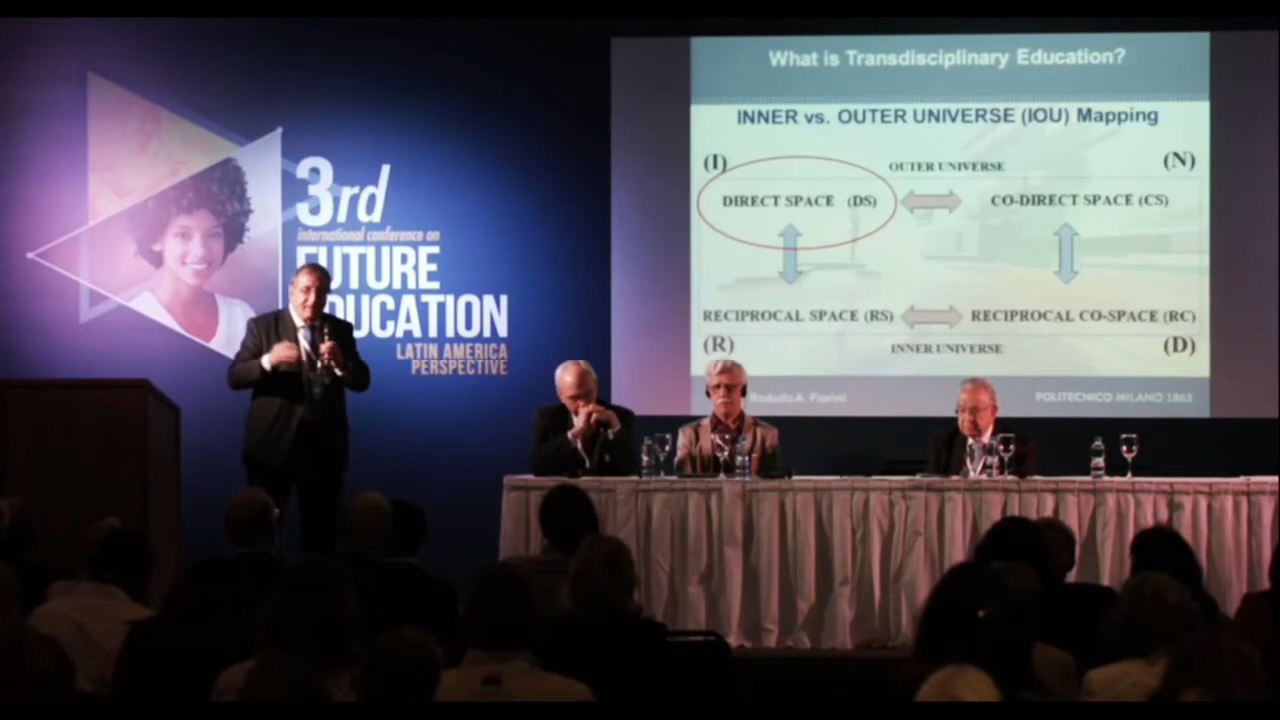 3rd
international conference on
FUTURE
EDUCATION
LATIN AMERICA
PERSPECTIVE
What is Transdisciplinary Education?
INNER vs. OUTER UNIVERSE (IOU) Mapping
(I) OUTER UNIVERSE (N)
DIRECT SPACE (DS) CO-DIRECT SPACE (CS)
RECIPROCAL SPACE (RS) RECIPROCAL CO-SPACE (RC)
(R) INNER UNIVERSE (D)
Rodolfo A. Fiorini POLITECNICO MILANO 1863